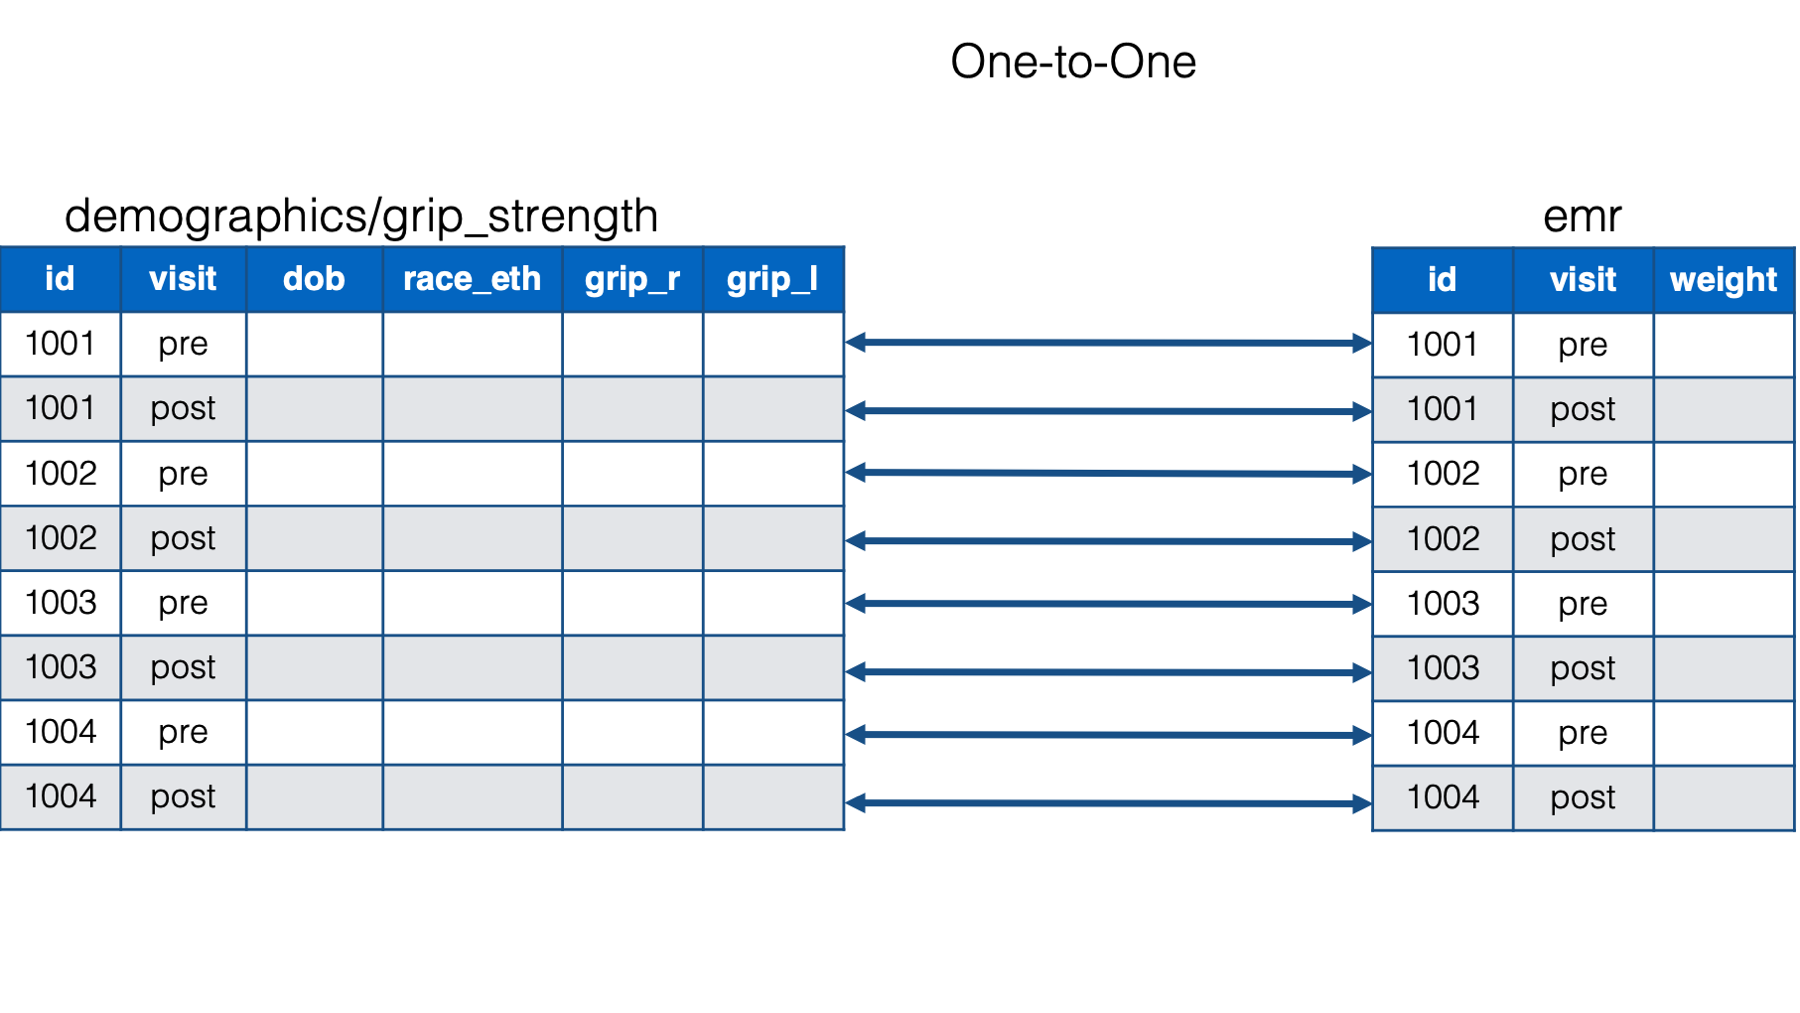 One-to-One
demographics/grip_strength
id visit dob race_eth grip_r grip_l
1001 pre
1001 post
1002 pre
1002 post
1003 pre
1003 post
1004 pre
1004 post
emr
id visit weight
1001 pre
1001 post
1002 pre
1002 post
1003 pre
1003 post
1004 pre
1004 post